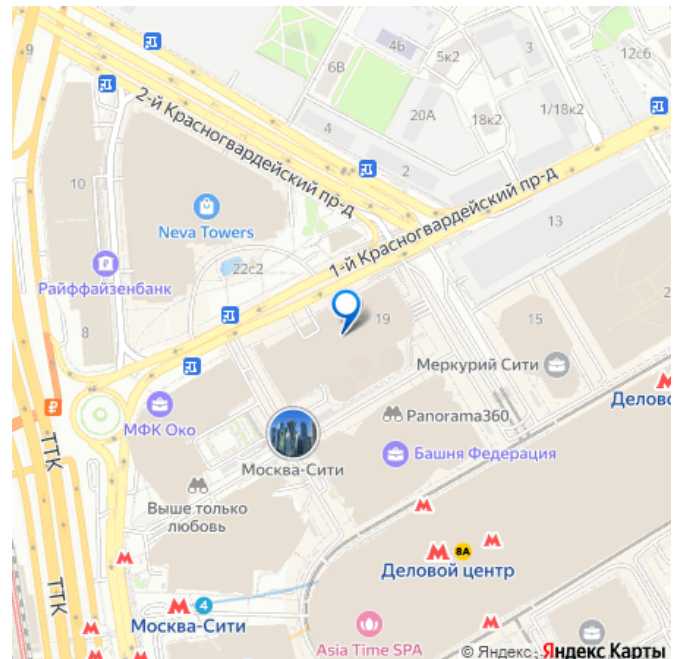 9
4б
5к2
3
12с6
6В
20А
18к2
1/18к2
4
2
2-й Красногвардейский пр-д
10
Neva Towers
1-й Красногвардейский пр-д
13
22с2
Райффайзенбанк
8
19
15
2
Меркурий Сити
МФК Око
Panorama360
Делово
Башня Федерация
Москва-Сити
ТТК
Выше только
любовь
8А
Деловой центр
4
Москва-Сити
ТТК
Asia Time SPA
© Яндекс Яндекс Карты